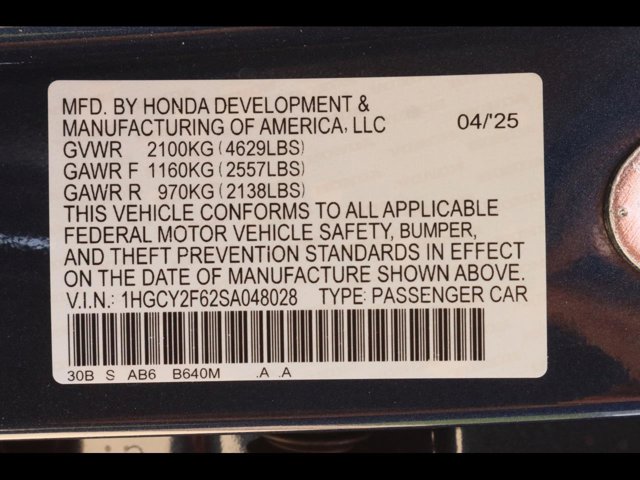 MFD. BY HONDA DEVELOPMENT &
MANUFACTURING OF AMERICA, LLC 04/'25
GVWR 2100KG (4629LBS)
GAWR F 1160KG (2557LBS)
GAWR R 970KG (2138LBS)
THIS VEHICLE CONFORMS TO ALL APPLICABLE
FEDERAL MOTOR VEHICLE SAFETY, BUMPER,
AND THEFT PREVENTION STANDARDS IN EFFECT
ON THE DATE OF MANUFACTURE SHOWN ABOVE.
V.I.N.: 1HGCY2F62SA048028 TYPE: PASSENGER CAR
30B S AB6 B640M .A .A